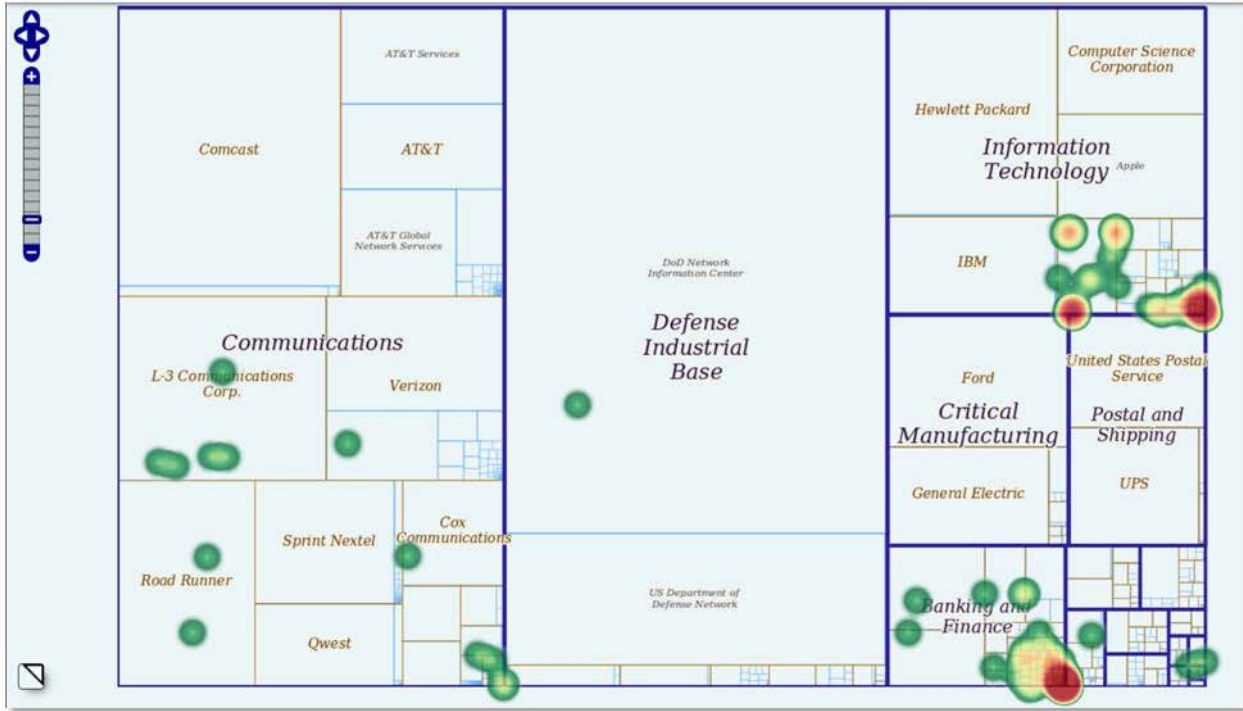 AT&T Services
Comcast
AT&T
AT&T Global
Network Services
L-3 Communications
Corp.
Communications
Verizon
Road Runner
Sprint Nextel
Cox
Communications
Qwest
DoD Network
Information Center
Defense
Industrial
Base
US Department of
Defense Network
Hewlett Packard
Computer Science
Corporation
Information
Technology
Apple
IBM
Ford
Critical
Manufacturing
General Electric
United States Postal
Service
Postal and
Shipping
UPS
Banking and
Finance